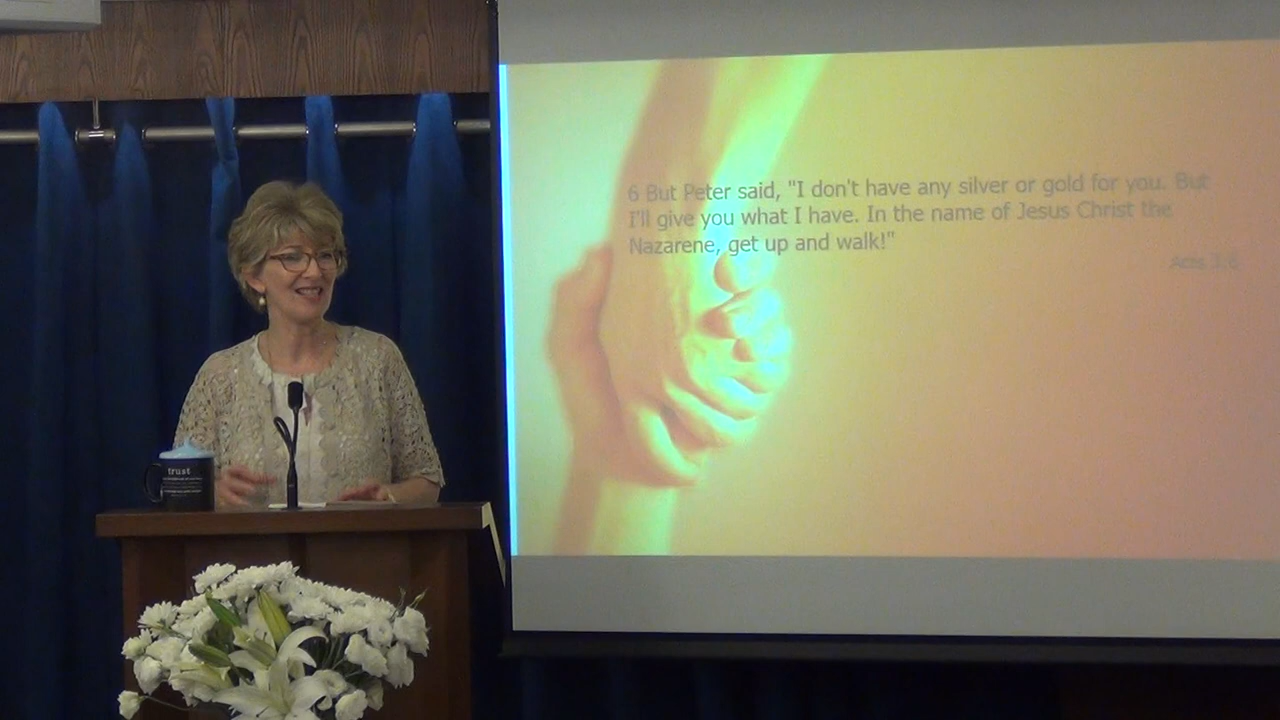 6 But Peter said, "I don't have any silver or gold for you. But
I'll give you what I have. In the name of Jesus Christ the
Nazarene, get up and walk!"
Acts 3:6
trust